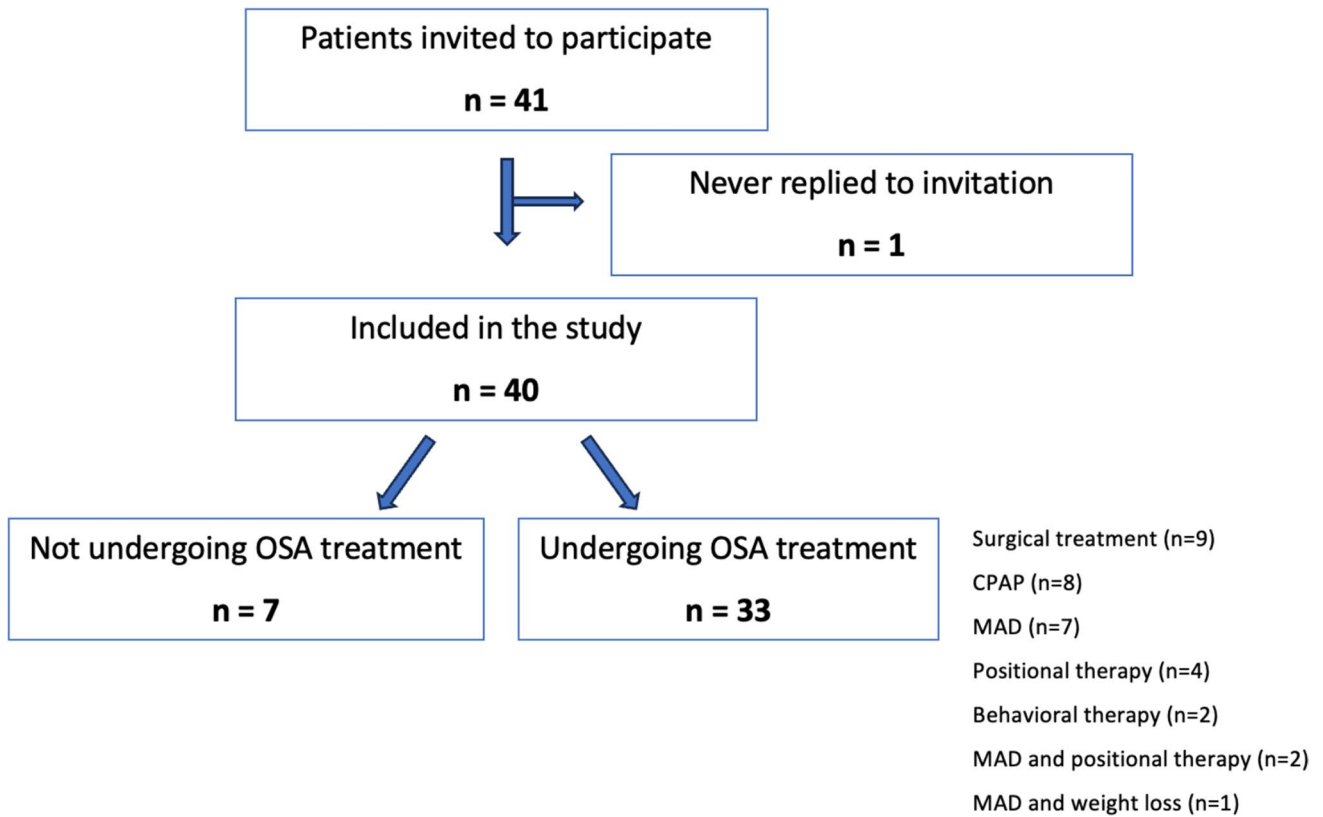 Patients invited to participate
n = 41
Never replied to invitation
n = 1
Included in the study
n = 40
Not undergoing OSA treatment
n = 7
Undergoing OSA treatment
n = 33
Surgical treatment (n=9)
CPAP (n=8)
MAD (n=7)
Positional therapy (n=4)
Behavioral therapy (n=2)
MAD and positional therapy (n=2)
MAD and weight loss (n=1)